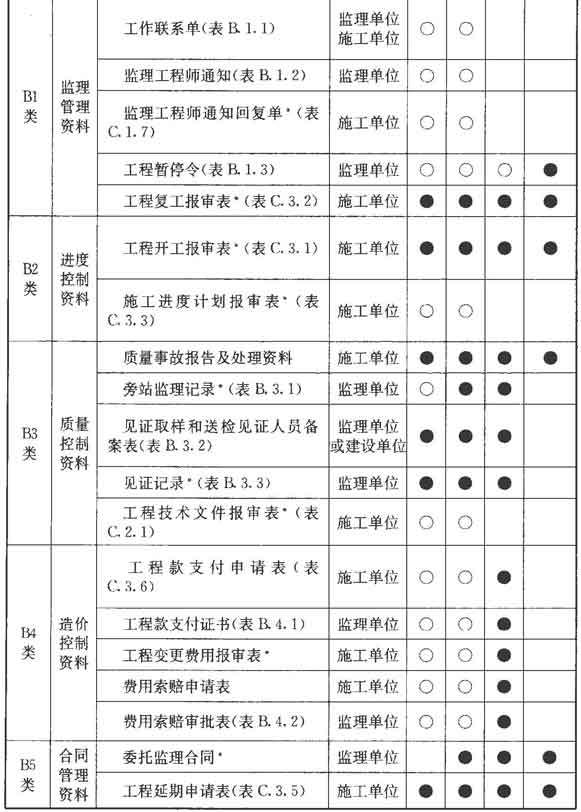 B1
类
监理
管理
资料
工作联系单(表 B.1.1)
监理单位
施工单位
○ ○
监理工程师通知(表 B.1.2)
监理单位
○ ○
监理工程师通知回复单*(表
C.1.7)
施工单位
○ ○
工程暂停令(表 B.1.3)
监理单位
○ ○ ○ ●
工程复工报审表*(表 C.3.2)
施工单位
● ● ● ●
B2
类
进度
控制
资料
工程开工报审表*(表 C.3.1)
施工单位
● ● ● ●
施工进度计划报审表*(表
C.3.3)
施工单位
○ ○
B3
类
质量
控制
资料
质量事故报告及处理资料
施工单位
● ● ● ●
旁站监理记录*(表 B.3.1)
监理单位
○ ● ●
见证取样和送检见证人员备
案表(表 B.3.2)
监理单位
或建设单位
● ● ●
见证记录*(表 B.3.3)
监理单位
● ● ●
工程技术文件报审表*(表
C.2.1)
施工单位
○ ○
B4
类
造价
控制
资料
工程款支付申请表(表
C.3.6)
施工单位
○ ○ ●
工程款支付证书(表 B.4.1)
监理单位
○ ○ ●
工程变更费用报审表*
施工单位
○ ○ ●
费用索赔申请表
施工单位
○ ○ ●
费用索赔审批表(表 B.4.2)
监理单位
○ ○ ●
B5
类
合同
管理
资料
委托监理合同*
监理单位
● ● ●
工程延期申请表(表 C.3.5)
施工单位
● ● ● ●